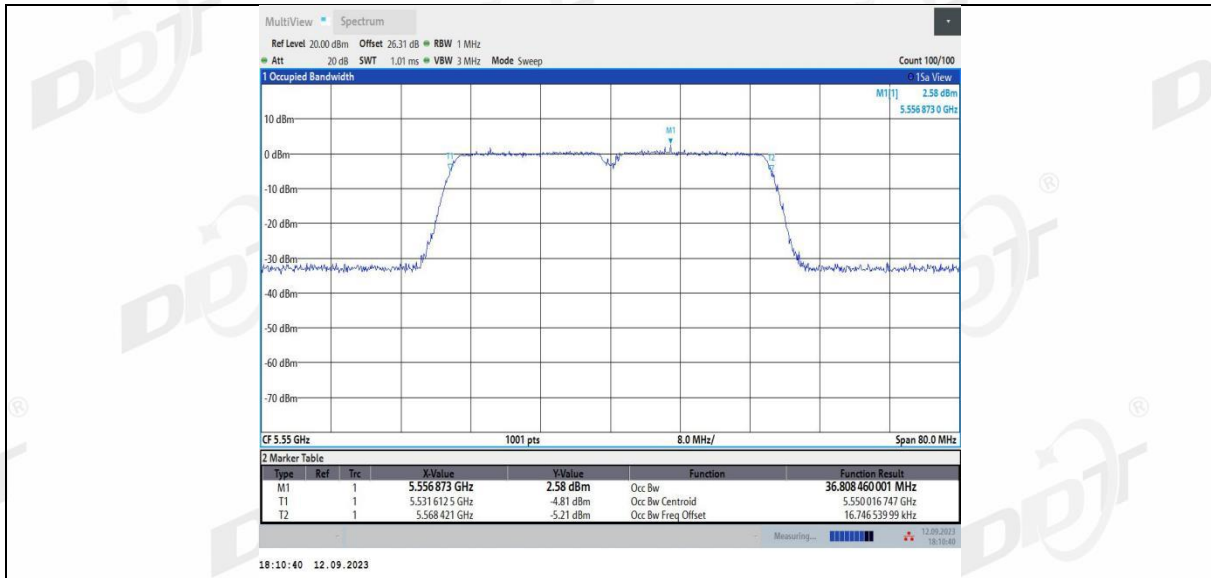 MultiView Spectrum
Ref Level 20.00 dBm Offset 26.31 dB RBW 1 MHz
Att 20 dB SWT 1.01 ms VBW 3 MHz Mode Sweep Count 100/100
1 Occupied Bandwidth 1Sa View
M1[1] 2.58 dBm
5.556 873 0 GHz
10 dBm
M1
0 dBm
T1
T2
-10 dBm
-20 dBm
-30 dBm
-40 dBm
-50 dBm
-60 dBm
-70 dBm
CF 5.55 GHz 1001 pts 8.0 MHz/ Span 80.0 MHz
2 Marker Table
Type Ref Trc X-Value Y-Value Function Function Result
M1 1 5.556 873 GHz 2.58 dBm Occ Bw 36.808 460 001 MHz
T1 1 5.531 612 5 GHz -4.81 dBm Occ Bw Centroid 5.550 016 747 GHz
T2 1 5.568 421 GHz -5.21 dBm Occ Bw Freq Offset 16.746 539 99 kHz
Measuring... 12.09.2023
18:10:40
18:10:40 12.09.2023
DDT
®